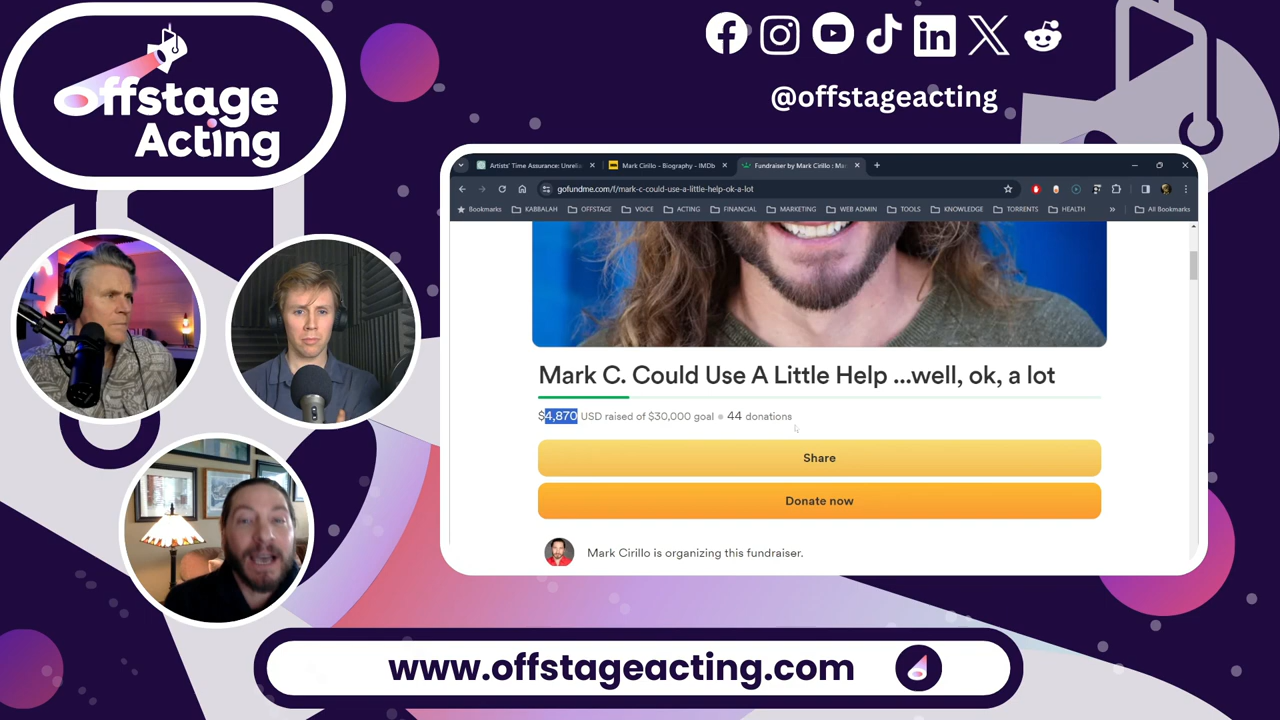 offstage
Acting
@offstageacting
Artists' Time Assurance: Unrelia
Mark Cirillo - Biography - IMDb
Fundraiser by Mark Cirillo : Mar
gofundme.com/f/mark-c-could-use-a-little-help-ok-a-lot
Bookmarks KABBALAH OFFSTAGE VOICE ACTING FINANCIAL MARKETING WEB ADMIN TOOLS KNOWLEDGE TORRENTS HEALTH » All Bookmarks
Mark C. Could Use A Little Help ...well, ok, a lot
$4,870 USD raised of $30,000 goal • 44 donations
Share
Donate now
Mark Cirillo is organizing this fundraiser.
www.offstageacting.com